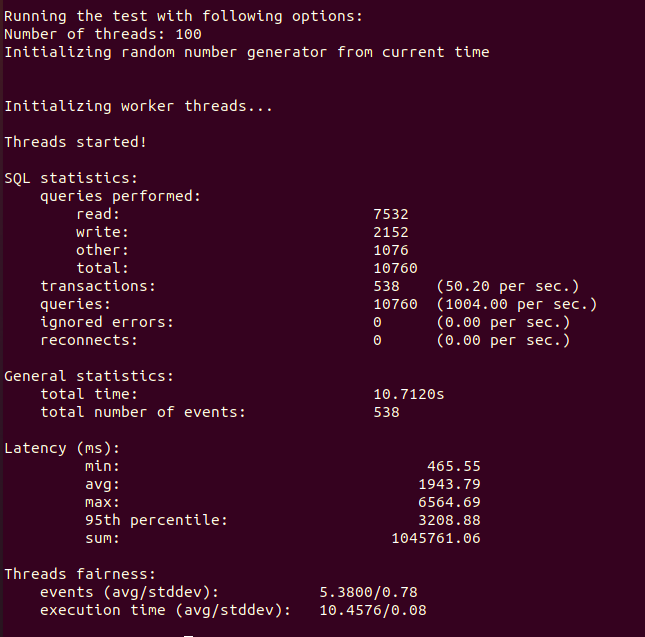 Running the test with following options:
Number of threads: 100
Initializing random number generator from current time
Initializing worker threads...
Threads started!
SQL statistics:
queries performed:
read: 7532
write: 2152
other: 1076
total: 10760
transactions: 538 (50.20 per sec.)
queries: 10760 (1004.00 per sec.)
ignored errors: 0 (0.00 per sec.)
reconnects: 0 (0.00 per sec.)
General statistics:
total time: 10.7120s
total number of events: 538
Latency (ms):
min: 465.55
avg: 1943.79
max: 6564.69
95th percentile: 3208.88
sum: 1045761.06
Threads fairness:
events (avg/stddev): 5.3800/0.78
execution time (avg/stddev): 10.4576/0.08